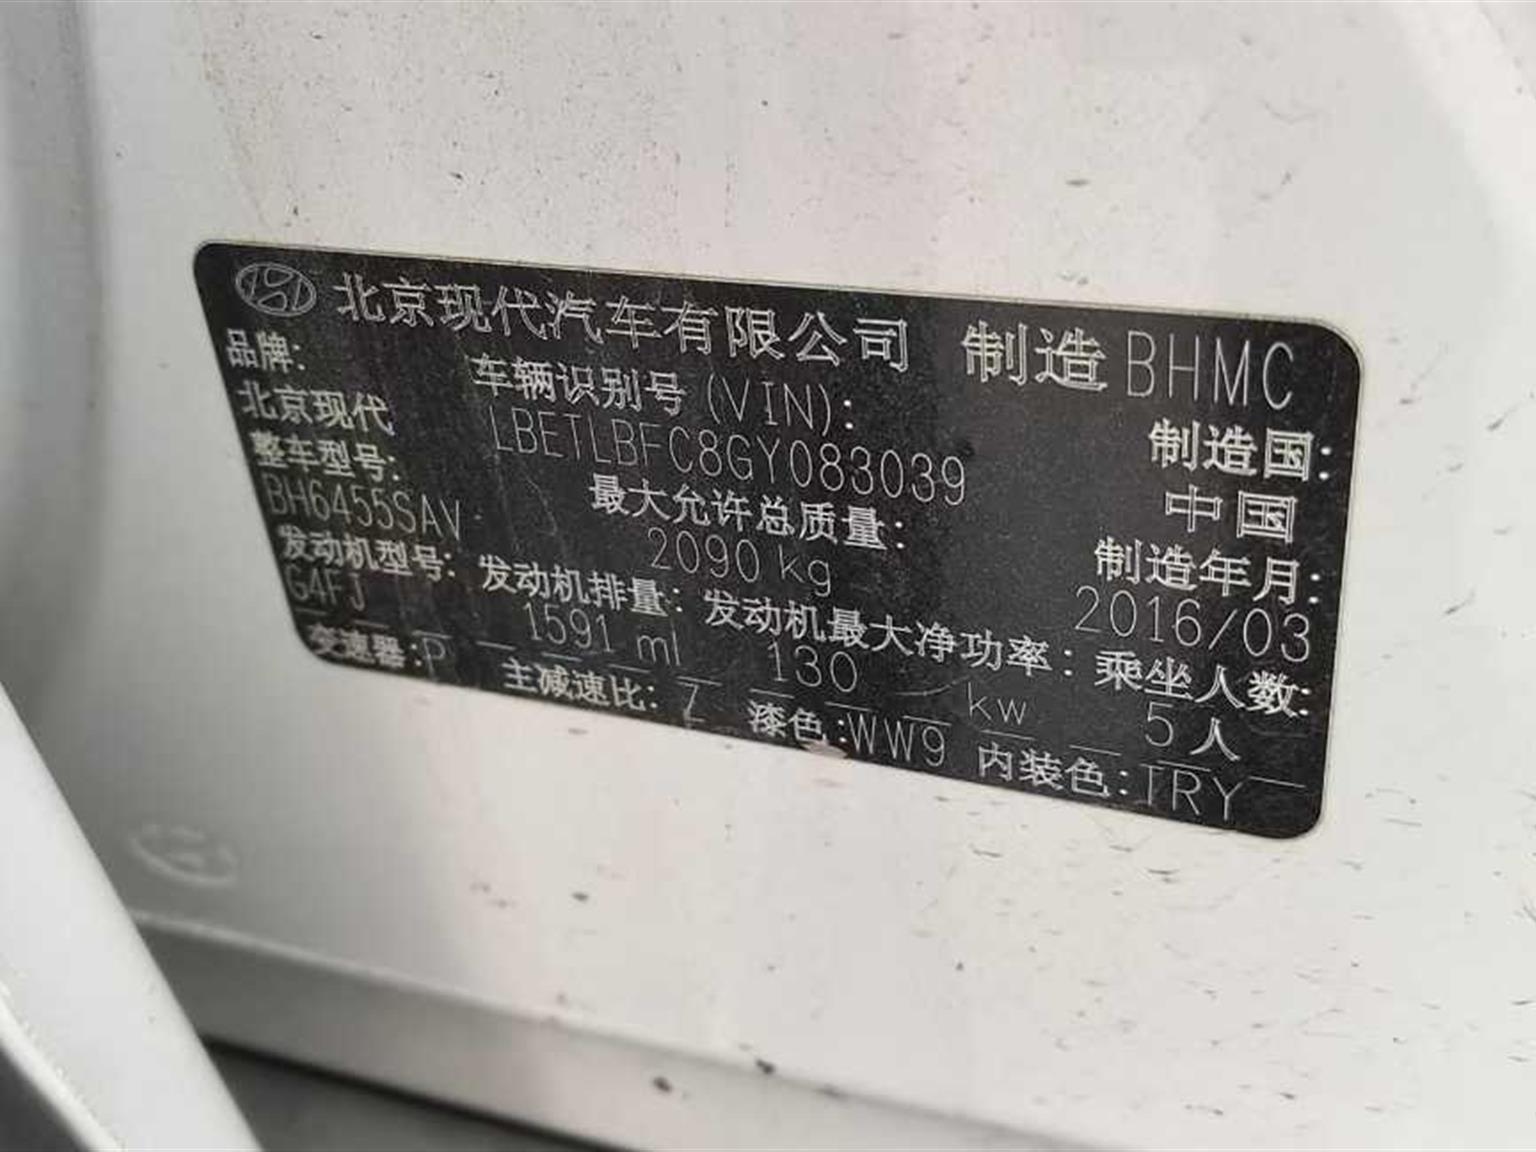 北京现代汽车有限公司 制造 BHMC
品牌: 车辆识别号 (VIN): 制造国:
北京现代 LBETLBFC8GY083039 中国
整车型号: 最大允许总质量: 制造年月:
BH6455SAV 2090 kg 2016/03
发动机型号: 发动机排量: 发动机最大净功率: 乘坐人数:
G4FJ 1591 ml 130 kw 5 人
变速器:P 主减速比: Z 漆色:WW9 内装色:TRY